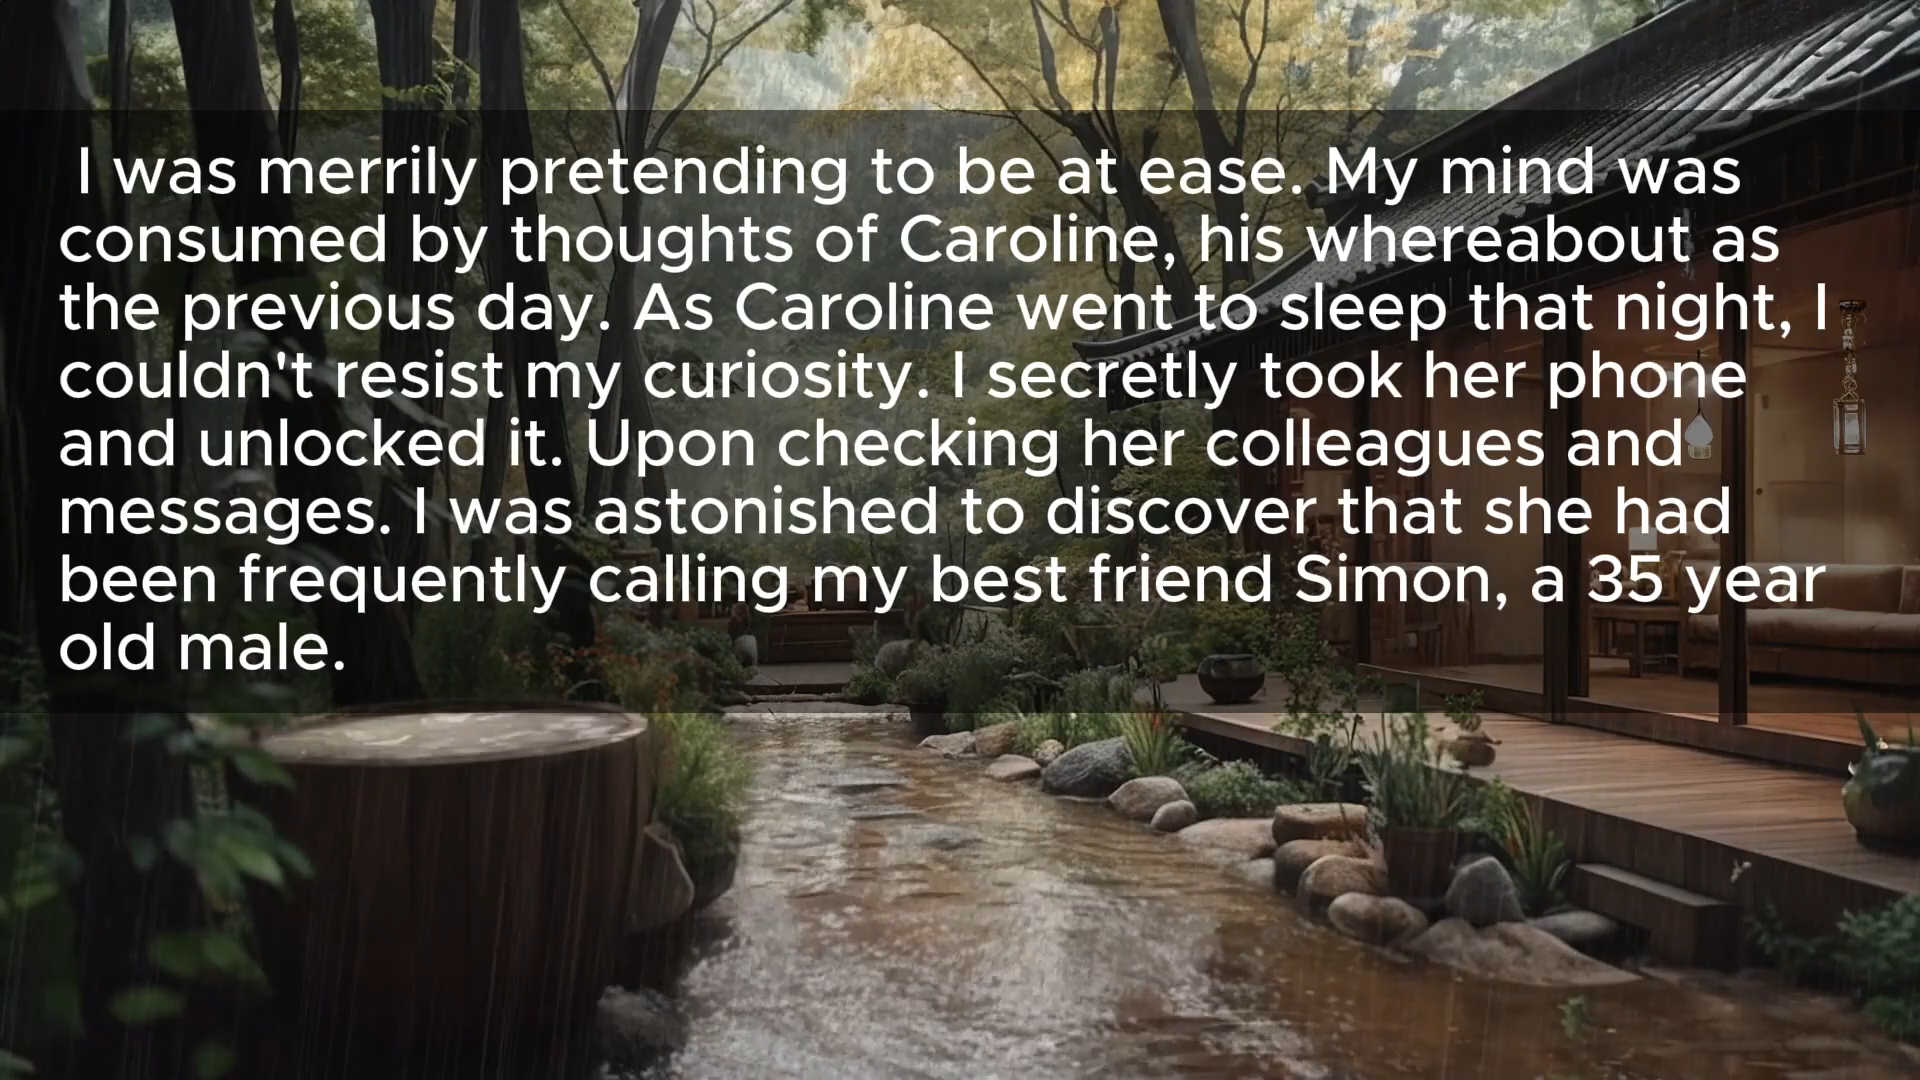 I was merrily pretending to be at ease. My mind was
consumed by thoughts of Caroline, his whereabout as
the previous day. As Caroline went to sleep that night, I
couldn't resist my curiosity. I secretly took her phone
and unlocked it. Upon checking her colleagues and
messages. I was astonished to discover that she had
been frequently calling my best friend Simon, a 35 year
old male.